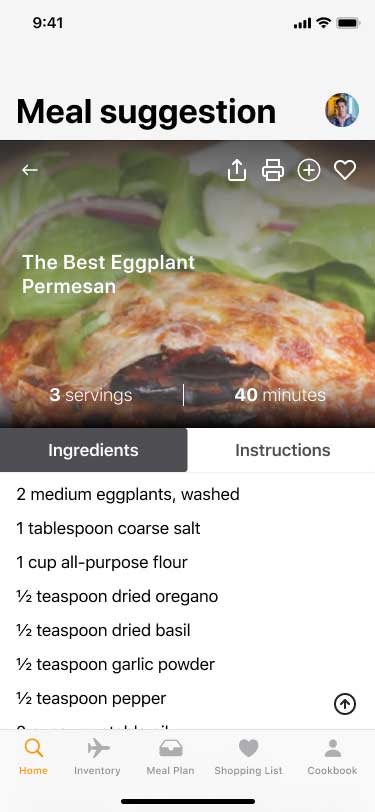 9:41
Meal suggestion
The Best Eggplant
Permesan
3 servings
40 minutes
Ingredients
Instructions
2 medium eggplants, washed
1 tablespoon coarse salt
1 cup all-purpose flour
½ teaspoon dried oregano
½ teaspoon dried basil
½ teaspoon garlic powder
½ teaspoon pepper
Home
Inventory
Meal Plan
Shopping List
Cookbook